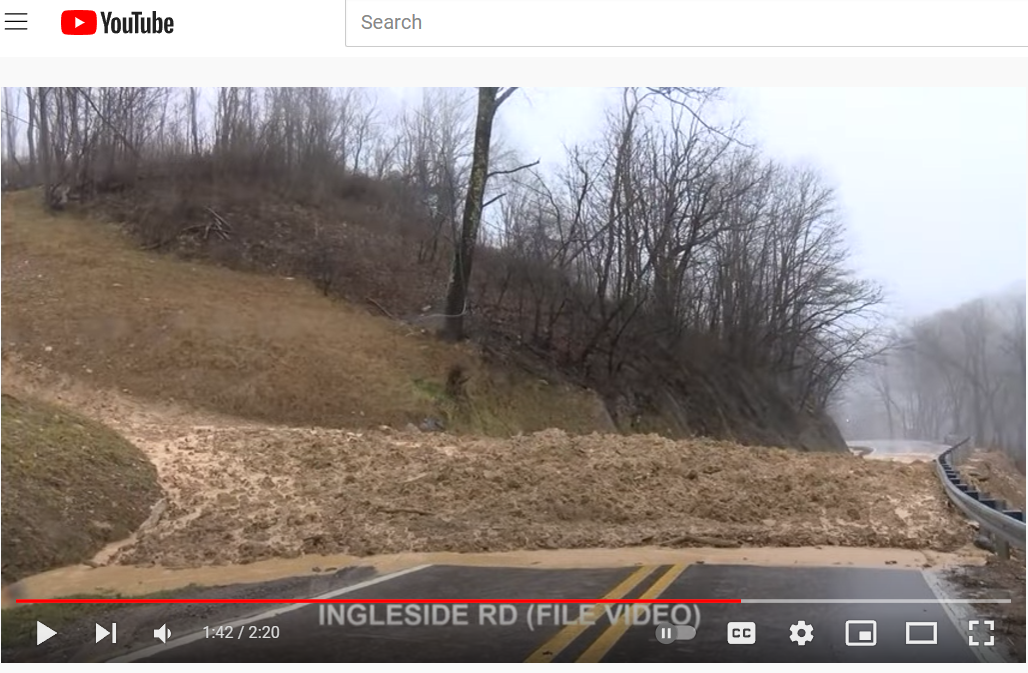 YouTube
Search
INGLESIDE RD (FILE VIDEO)
1:42 / 2:20
CC